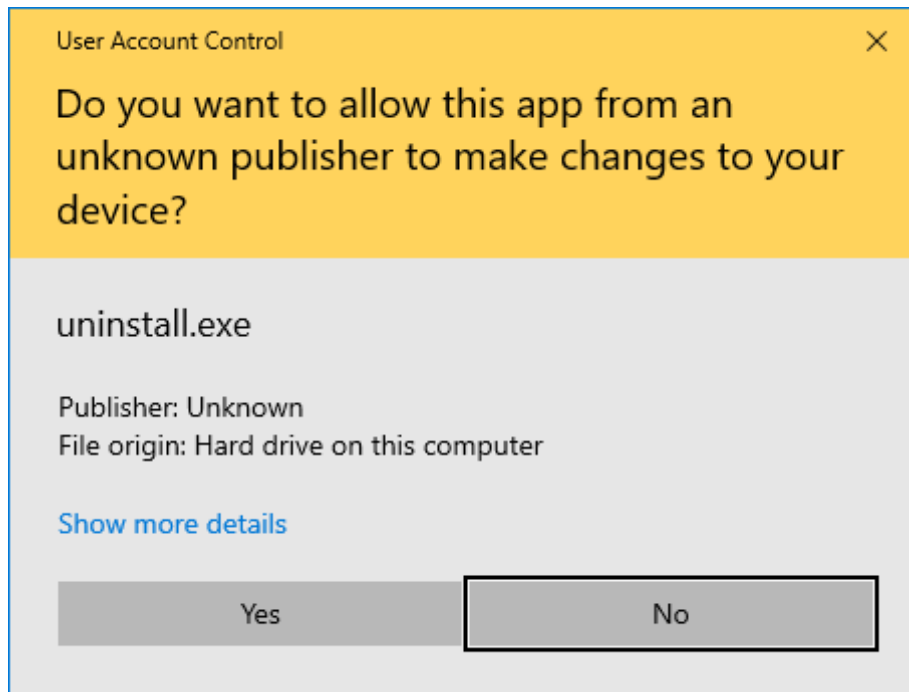 User Account Control
Do you want to allow this app from an
unknown publisher to make changes to your
device?
uninstall.exe
Publisher: Unknown
File origin: Hard drive on this computer
Show more details
Yes
No